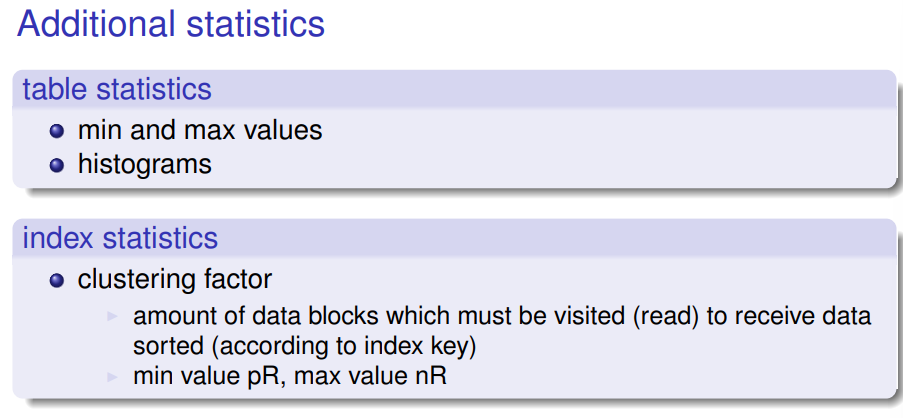 Additional statistics
table statistics
min and max values
histograms
index statistics
clustering factor
amount of data blocks which must be visited (read) to receive data
sorted (according to index key)
min value pR, max value nR